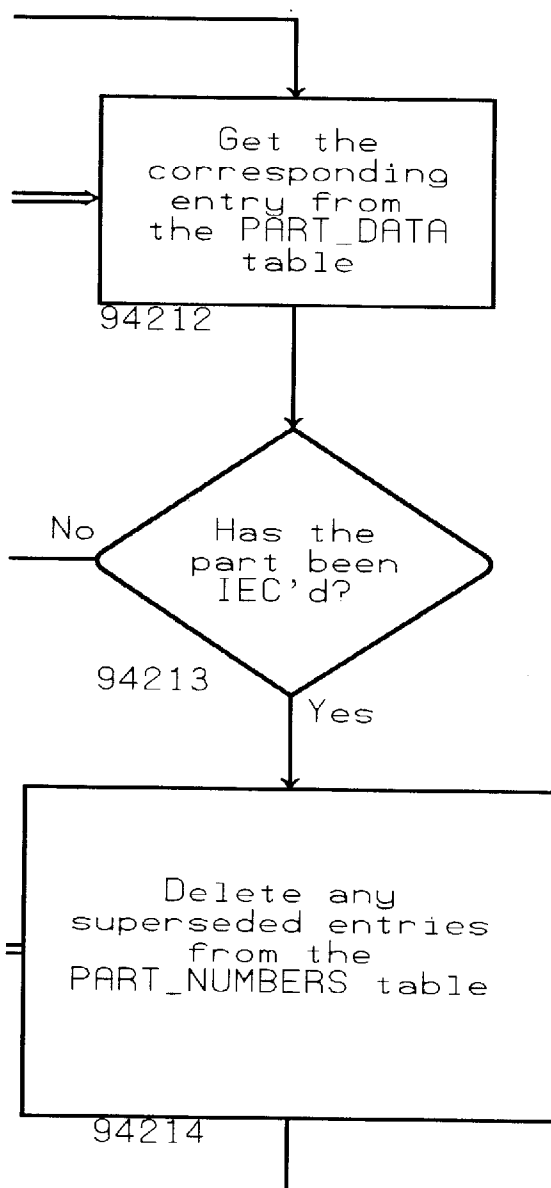 Get the
corresponding
entry from
the PART_DATA
table
94212
No
Has the
part been
IEC'd?
94213
Yes
Delete any
superseded entries
from the
PART_NUMBERS table
94214